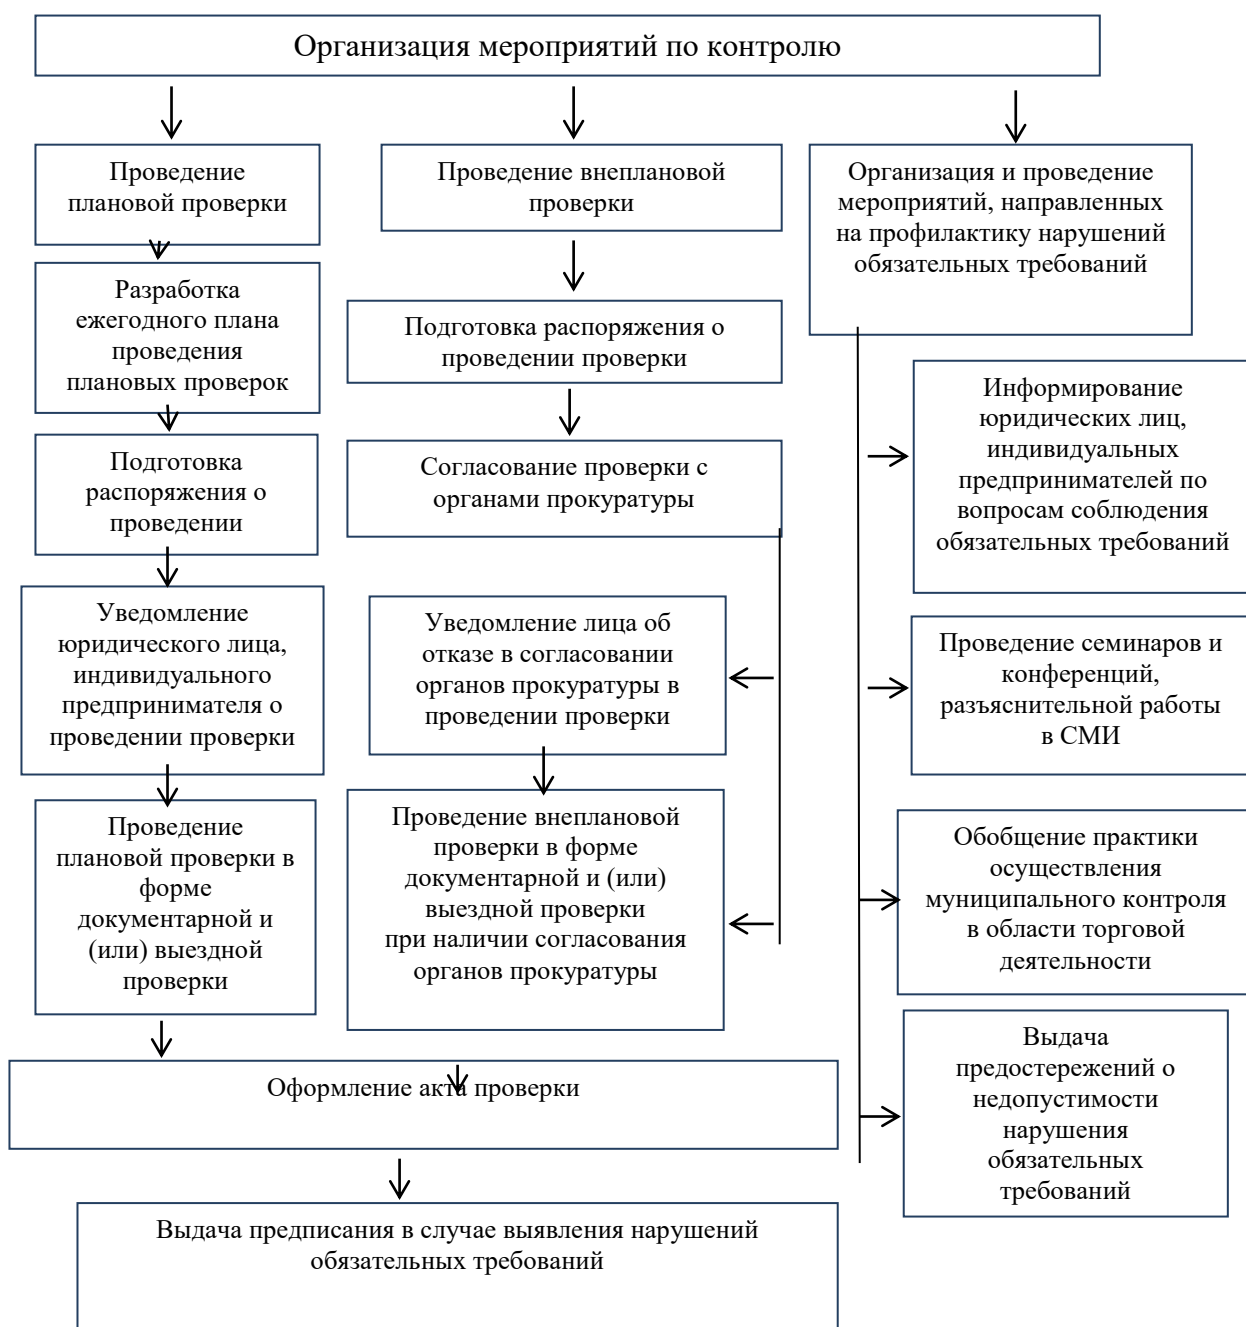 Организация мероприятий по контролю
Проведение
плановой проверки
Разработка
ежегодного плана
проведения
плановых проверок
Подготовка
распоряжения о
проведении
Уведомление
юридического лица,
индивидуального
предпринимателя о
проведении проверки
Проведение
плановой проверки в
форме
документарной и
(или) выездной
проверки
Проведение внеплановой
проверки
Подготовка распоряжения о
проведении проверки
Согласование проверки с
органами прокуратуры
Уведомление лица об
отказе в согласовании
органов прокуратуры в
проведении проверки
Проведение внеплановой
проверки в форме
документарной и (или)
выездной проверки
при наличии согласования
органов прокуратуры
Организация и проведение
мероприятий, направленных
на профилактику нарушений
обязательных требований
Информирование
юридических лиц,
индивидуальных
предпринимателей по
вопросам соблюдения
обязательных требований
Проведение семинаров и
конференций,
разъяснительной работы
в СМИ
Обобщение практики
осуществления
муниципального контроля
в области торговой
деятельности
Выдача
предостережений о
недопустимости
нарушения
обязательных
требований
Оформление акта проверки
Выдача предписания в случае выявления нарушений
обязательных требований